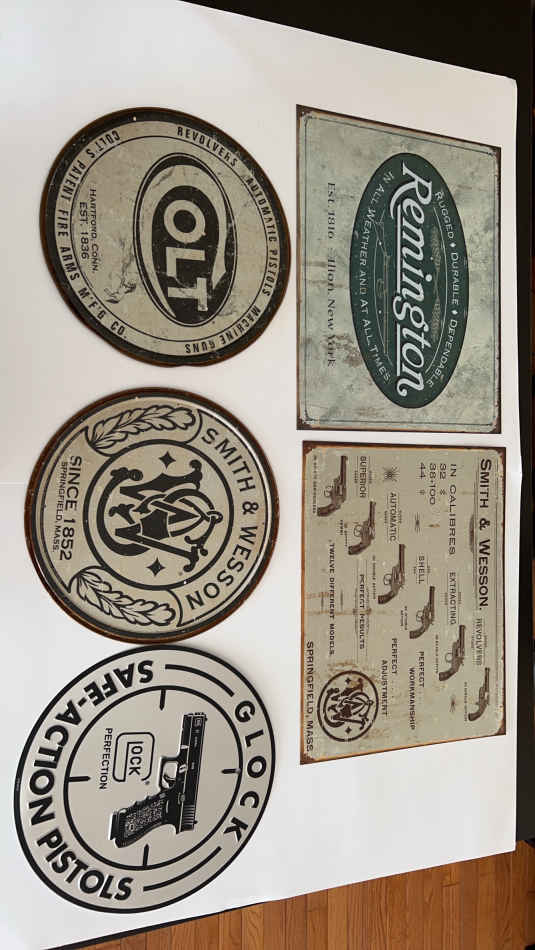 REVOLVERS AUTOMATIC PISTOLS MACHINE GUNS
COLT
HARTFORD, CONN.
EST. 1836
COLT'S PATENT FIRE ARMS M'F'G CO
SMITH & WESSON
SINCE 1852
SPRINGFIELD, MASS.
GLOCK
GLOCK
PERFECTION
SAFE-ACTION PISTOLS
RUGGED ♦ DURABLE ♦ DEPENDABLE
Remington
IN ALL WEATHER AND AT ALL TIMES
Est. 1816 Ilion, New York
SMITH & WESSON.
IN CALIBRES
32
38-100
44
REVOLVERS
EXTRACTING
SHELL
AUTOMATIC
SUPERIOR
PERFECT
WORKMANSHIP
PERFECT
ADJUSTMENT
PERFECT RESULTS
TWELVE DIFFERENT MODELS.
SPRINGFIELD, MASS.